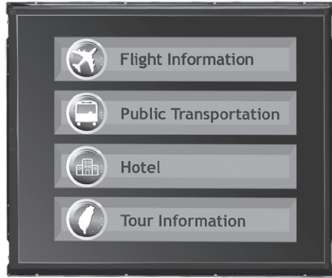 Flight Information
Public Transportation
Hotel
Tour Information